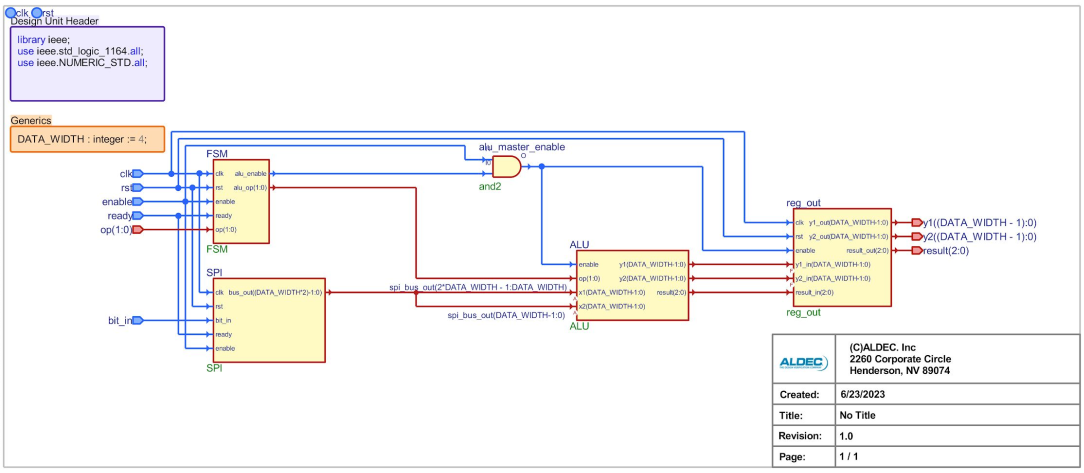 clk rst
Design Unit Header
library ieee;
use ieee.std_logic_1164.all;
use ieee.NUMERIC_STD.all;
Generics
DATA_WIDTH : integer := 4;
clk
rst
enable
ready
op(1:0)
bit_in
FSM
clk alu_enable
rst alu_op(1:0)
enable
ready
op(1:0)
FSM
SPI
clk bus_out((DATA_WIDTH*2)-1:0)
rst
bit_in
ready
enable
SPI
alu_master_enable
O
I0
and2
spi_bus_out(2*DATA_WIDTH - 1:DATA_WIDTH)
spi_bus_out(DATA_WIDTH-1:0)
ALU
enable y1(DATA_WIDTH-1:0)
op(1:0) y2(DATA_WIDTH-1:0)
x1(DATA_WIDTH-1:0) result(2:0)
x2(DATA_WIDTH-1:0)
ALU
reg_out
clk y1_out(DATA_WIDTH-1:0)
rst y2_out(DATA_WIDTH-1:0)
enable result_out(2:0)
y1_in(DATA_WIDTH-1:0)
y2_in(DATA_WIDTH-1:0)
result_in(2:0)
reg_out
y1((DATA_WIDTH - 1):0)
y2((DATA_WIDTH - 1):0)
result(2:0)
ALDEC
(C)ALDEC. Inc
2260 Corporate Circle
Henderson, NV 89074
Created: 6/23/2023
Title: No Title
Revision: 1.0
Page: 1 / 1